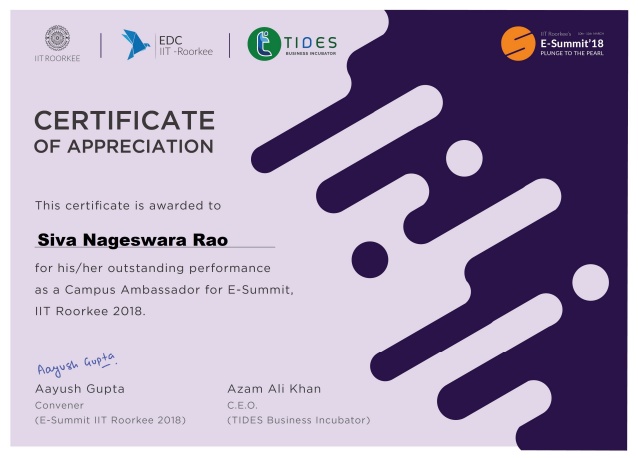 IIT ROORKEE
EDC
IIT -Roorkee
TIDES
BUSINESS INCUBATOR
IIT Roorkee's
E-Summit'18
PLUNGE TO THE PEARL
CERTIFICATE
OF APPRECIATION
This certificate is awarded to
Siva Nageswara Rao
for his/her outstanding performance
as a Campus Ambassador for E-Summit,
IIT Roorkee 2018.
Aayush Gupta.
Aayush Gupta
Convener
(E-Summit IIT Roorkee 2018)
Azam Ali Khan
C.E.O.
(TIDES Business Incubator)